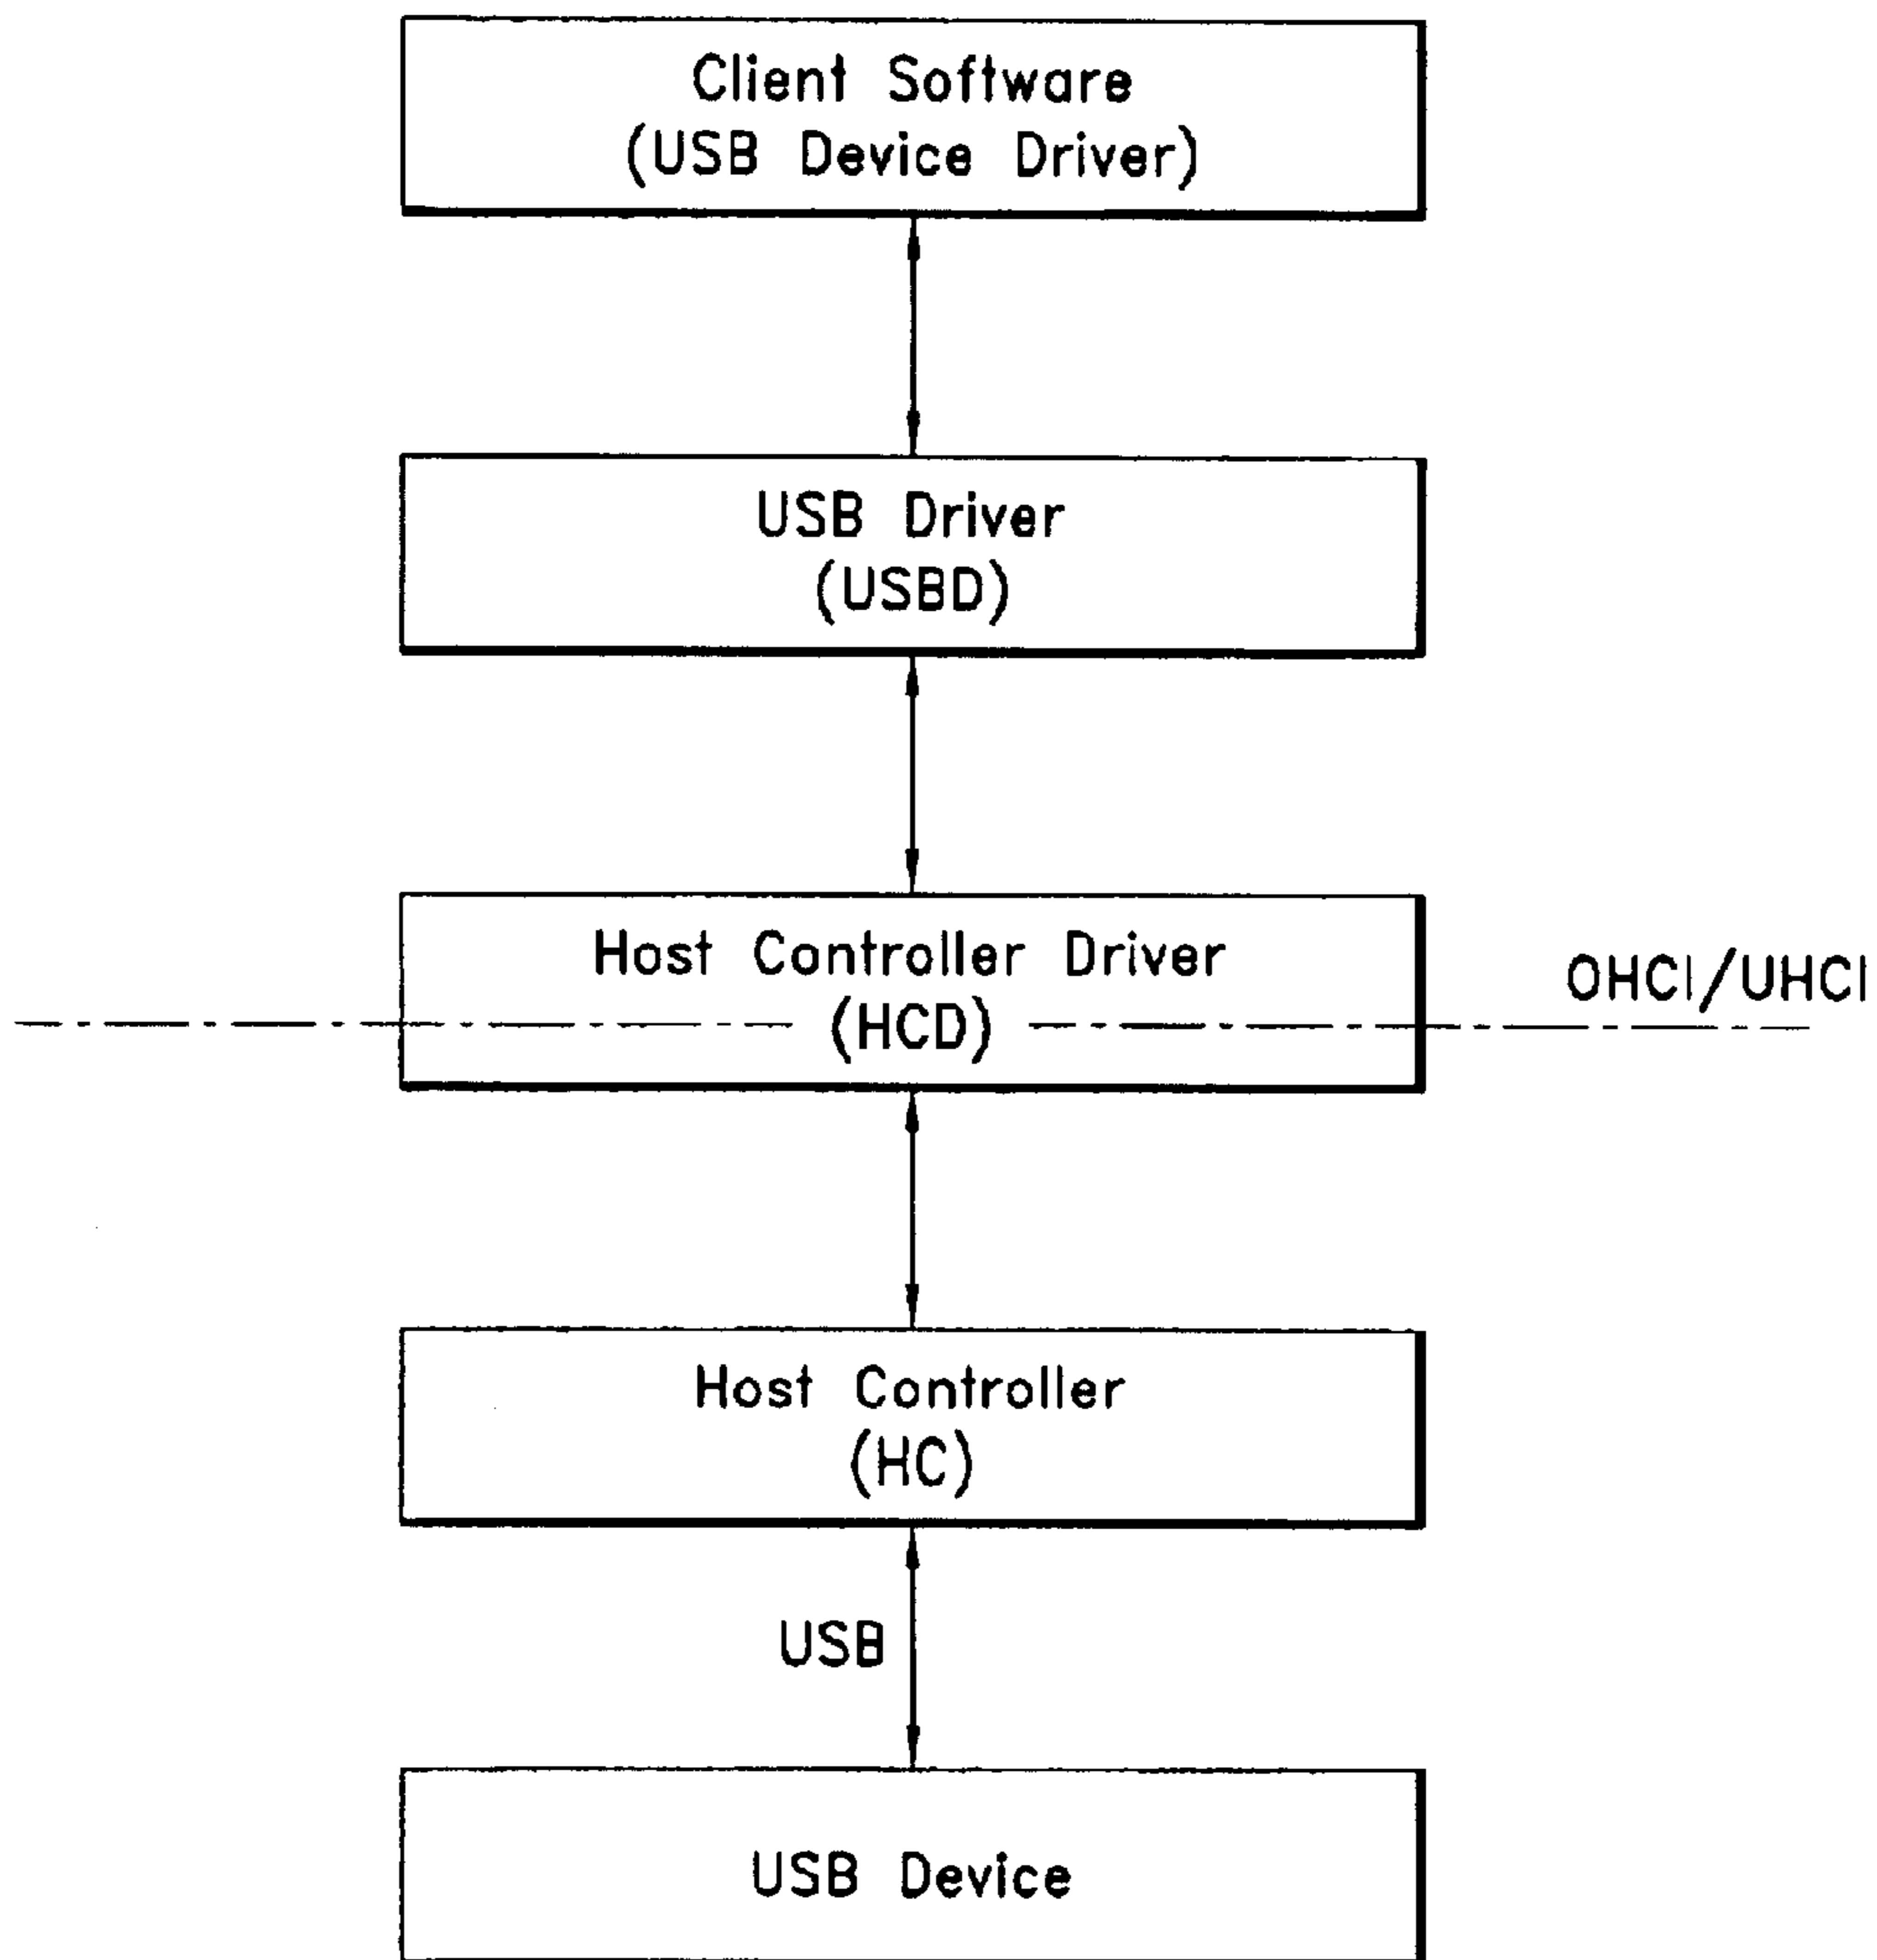 Client Software
(USB Device Driver)
USB Driver
(USBD)
Host Controller Driver
OHCI/UHCI
(HCD)
Host Controller
(HC)
USB
USB Device